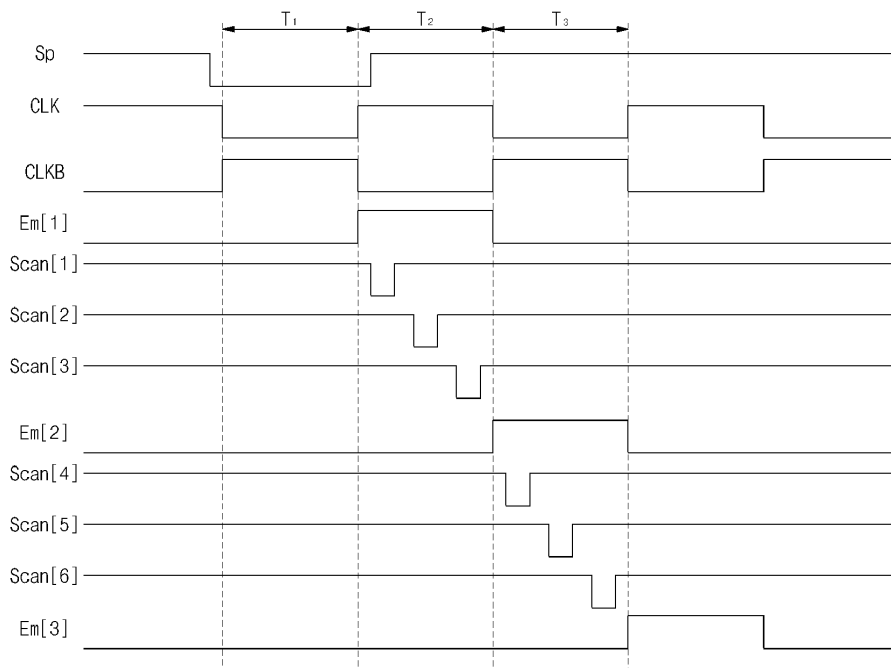 T₁ T₂ T₃
Sp
CLK
CLKB
Em[1]
Scan[1]
Scan[2]
Scan[3]
Em[2]
Scan[4]
Scan[5]
Scan[6]
Em[3]